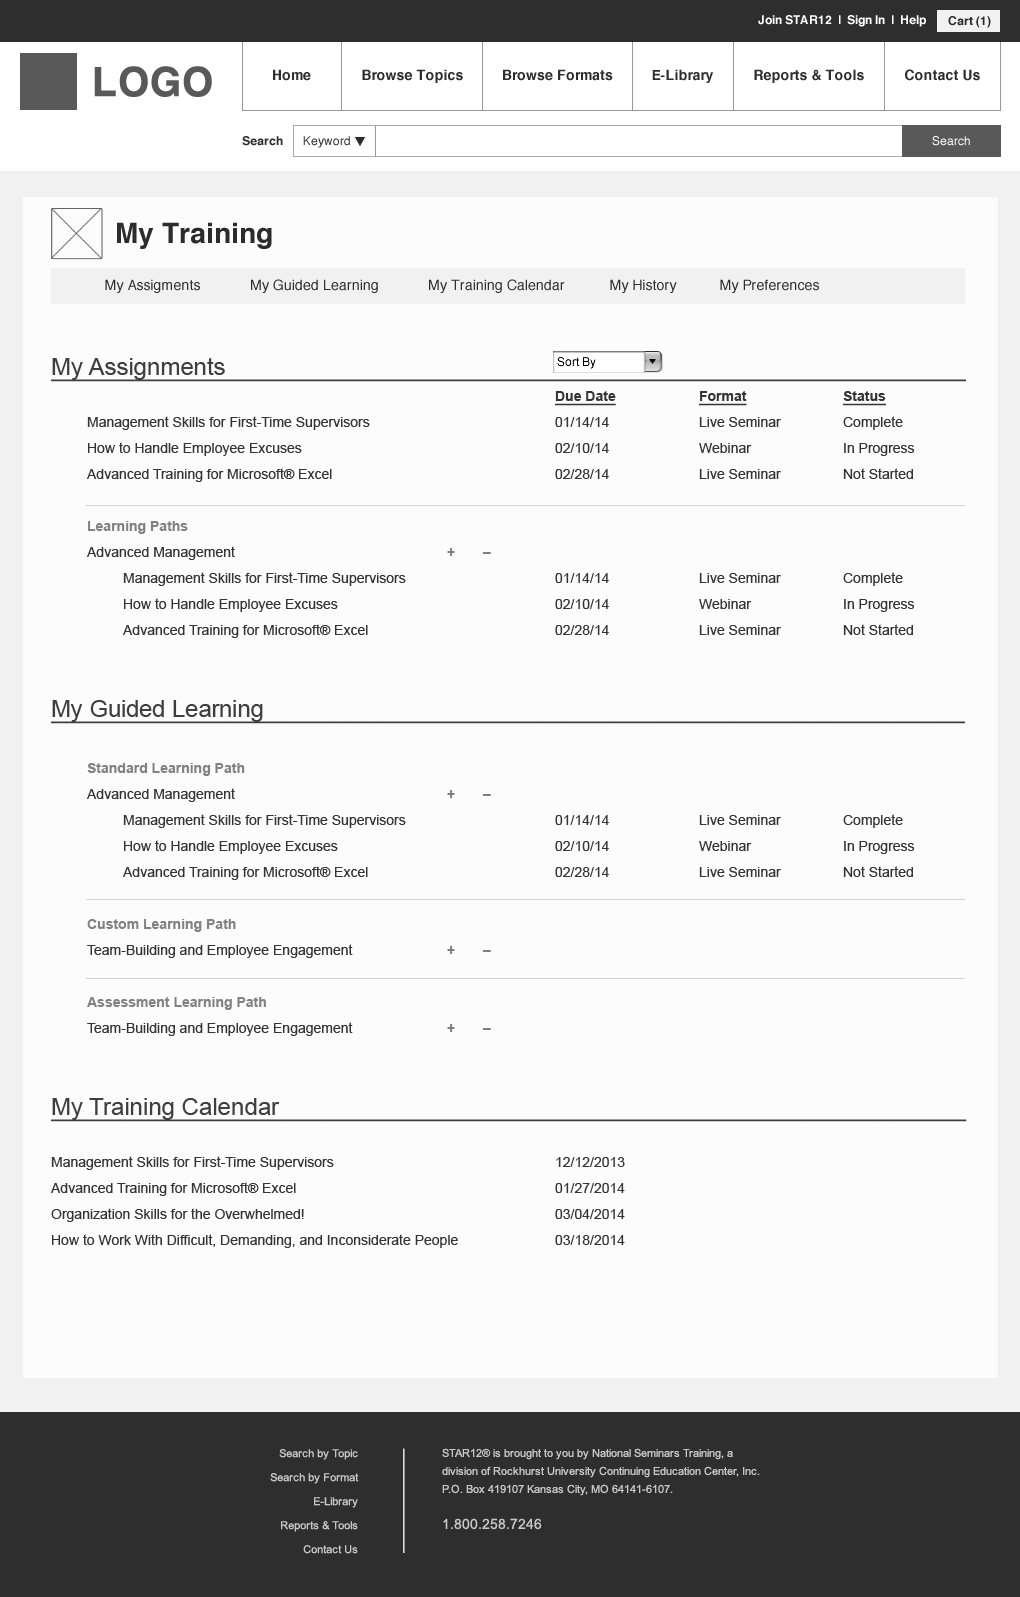 Join STAR12 | Sign In | Help Cart (1)
LOGO
Home Browse Topics Browse Formats E-Library Reports & Tools Contact Us
Search Keyword Search
My Training
My Assigments My Guided Learning My Training Calendar My History My Preferences
My Assignments Sort By
Due Date Format Status
Management Skills for First-Time Supervisors 01/14/14 Live Seminar Complete
How to Handle Employee Excuses 02/10/14 Webinar In Progress
Advanced Training for Microsoft® Excel 02/28/14 Live Seminar Not Started
Learning Paths
Advanced Management + –
Management Skills for First-Time Supervisors 01/14/14 Live Seminar Complete
How to Handle Employee Excuses 02/10/14 Webinar In Progress
Advanced Training for Microsoft® Excel 02/28/14 Live Seminar Not Started
My Guided Learning
Standard Learning Path
Advanced Management + –
Management Skills for First-Time Supervisors 01/14/14 Live Seminar Complete
How to Handle Employee Excuses 02/10/14 Webinar In Progress
Advanced Training for Microsoft® Excel 02/28/14 Live Seminar Not Started
Custom Learning Path
Team-Building and Employee Engagement + –
Assessment Learning Path
Team-Building and Employee Engagement + –
My Training Calendar
Management Skills for First-Time Supervisors 12/12/2013
Advanced Training for Microsoft® Excel 01/27/2014
Organization Skills for the Overwhelmed! 03/04/2014
How to Work With Difficult, Demanding, and Inconsiderate People 03/18/2014
Search by Topic
Search by Format
E-Library
Reports & Tools
Contact Us
STAR12® is brought to you by National Seminars Training, a
division of Rockhurst University Continuing Education Center, Inc.
P.O. Box 419107 Kansas City, MO 64141-6107.
1.800.258.7246